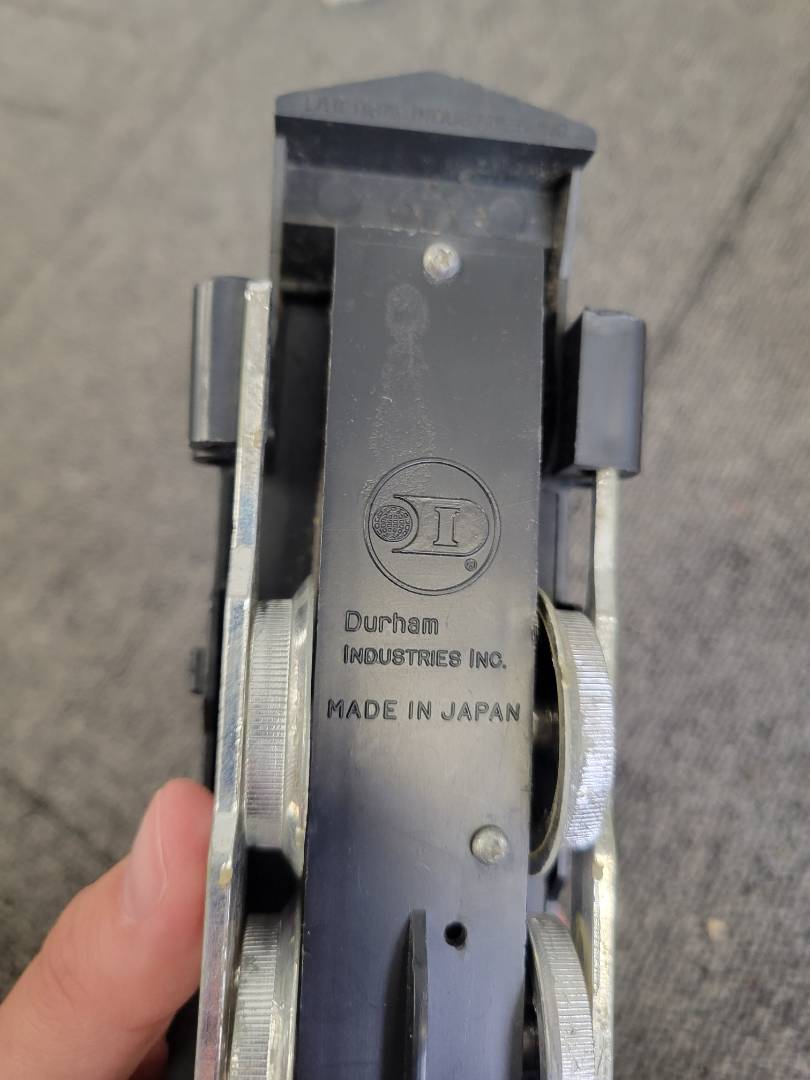 I
®
Durham
INDUSTRIES INC.
MADE IN JAPAN